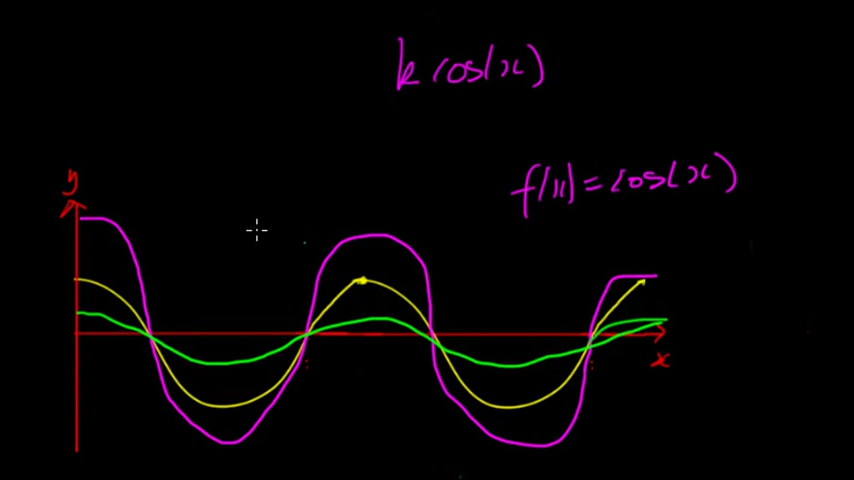 k cos(x)
f(x) = cos(x)
y
x